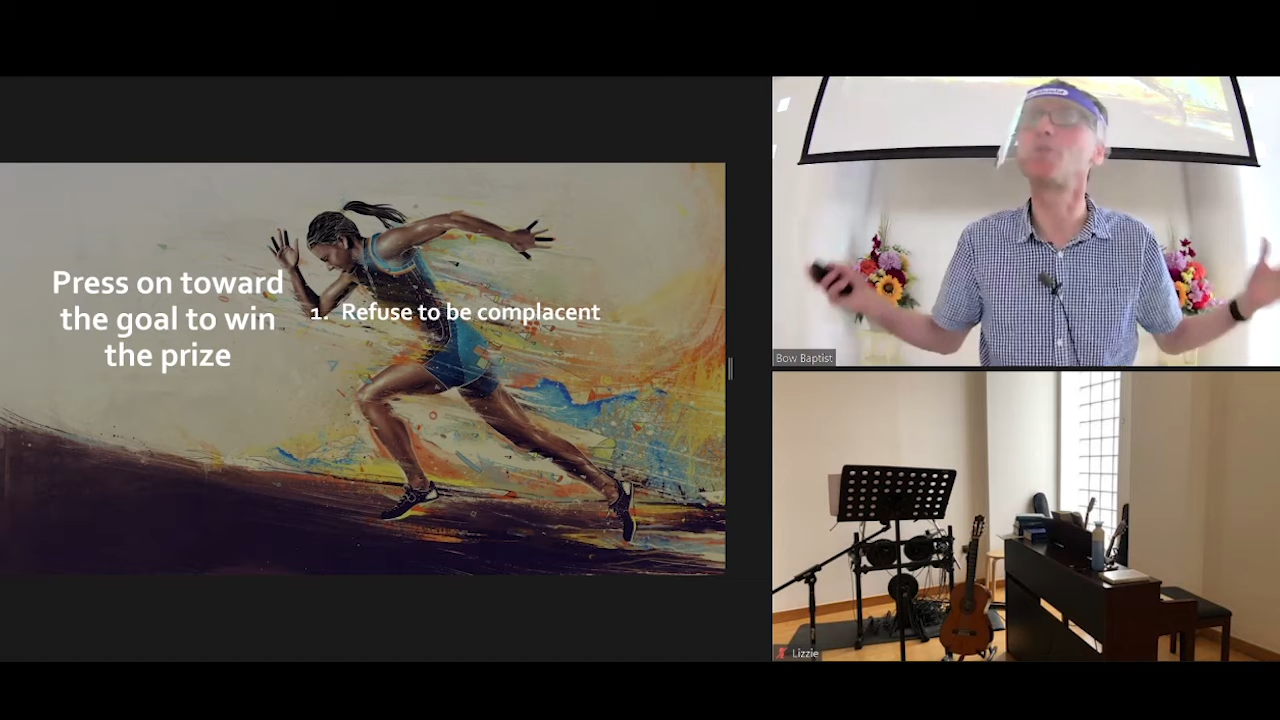 Press on toward
the goal to win
the prize
1. Refuse to be complacent
Bow Baptist
Lizzie